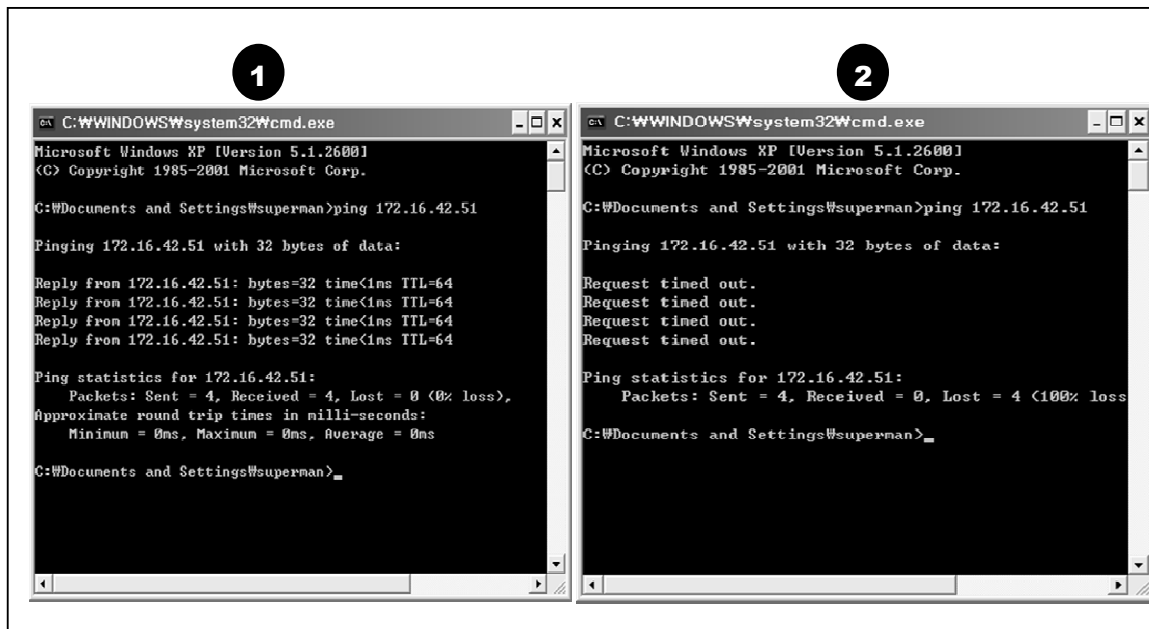 1
C:₩WINDOWS₩system32₩cmd.exe
Microsoft Windows XP [Version 5.1.2600]
(C) Copyright 1985-2001 Microsoft Corp.
C:₩Documents and Settings₩superman>ping 172.16.42.51
Pinging 172.16.42.51 with 32 bytes of data:
Reply from 172.16.42.51: bytes=32 time<1ms TTL=64
Reply from 172.16.42.51: bytes=32 time<1ms TTL=64
Reply from 172.16.42.51: bytes=32 time<1ms TTL=64
Reply from 172.16.42.51: bytes=32 time<1ms TTL=64
Ping statistics for 172.16.42.51:
Packets: Sent = 4, Received = 4, Lost = 0 (0% loss),
Approximate round trip times in milli-seconds:
Minimum = 0ms, Maximum = 0ms, Average = 0ms
C:₩Documents and Settings₩superman>_
2
C:₩WINDOWS₩system32₩cmd.exe
Microsoft Windows XP [Version 5.1.2600]
(C) Copyright 1985-2001 Microsoft Corp.
C:₩Documents and Settings₩superman>ping 172.16.42.51
Pinging 172.16.42.51 with 32 bytes of data:
Request timed out.
Request timed out.
Request timed out.
Request timed out.
Ping statistics for 172.16.42.51:
Packets: Sent = 4, Received = 0, Lost = 4 (100% loss
C:₩Documents and Settings₩superman>_